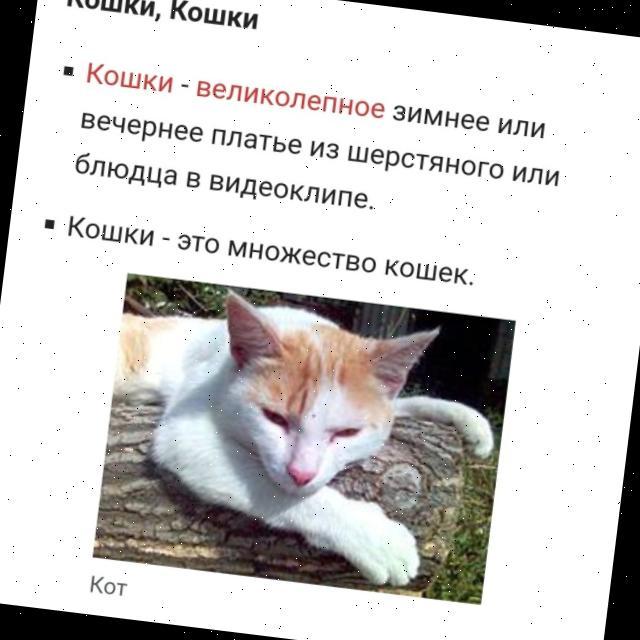 Кошки, Кошки
▪ Кошки - великолепное зимнее или
вечернее платье из шерстяного или
блюдца в видеоклипе.
▪ Кошки - это множество кошек.
Кот